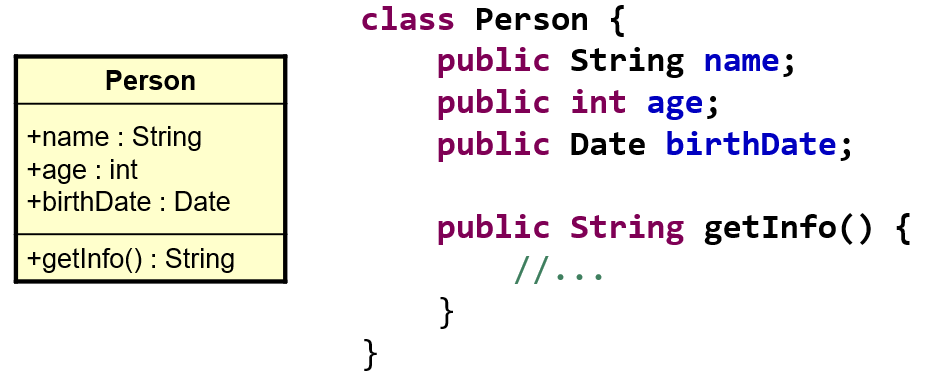 Person
+name : String
+age : int
+birthDate : Date
+getInfo() : String
class Person {
    public String name;
    public int age;
    public Date birthDate;

    public String getInfo() {
        //...
    }
}